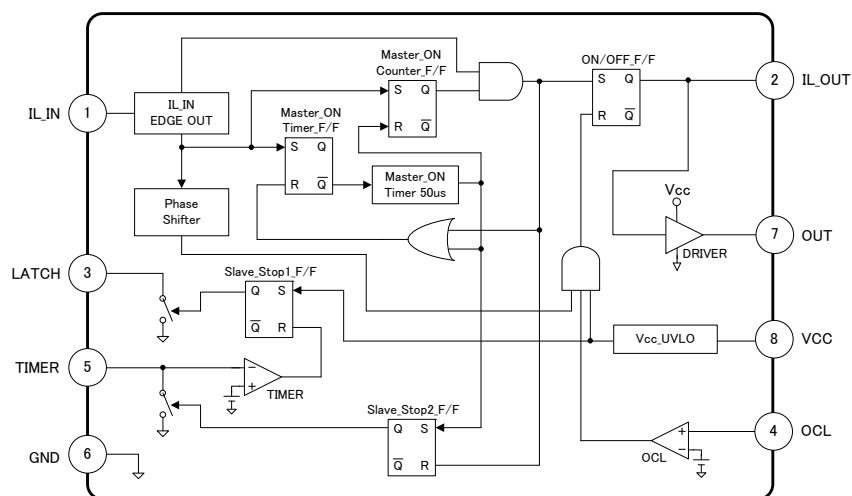 Master_ON
Counter_F/F
S Q
R Q
ON/OFF_F/F
S Q
R Q
2
IL_OUT
IL_IN
1
IL_IN
EDGE OUT
Master_ON
Timer_F/F
S Q
R Q
Master_ON
Timer 50us
Phase
Shifter
Vcc
DRIVER
7
OUT
LATCH
3
Slave_Stop1_F/F
Q S
Q R
Vcc_UVLO
8
VCC
TIMER
5
TIMER
Slave_Stop2_F/F
Q S
Q R
OCL
4
OCL
GND
6